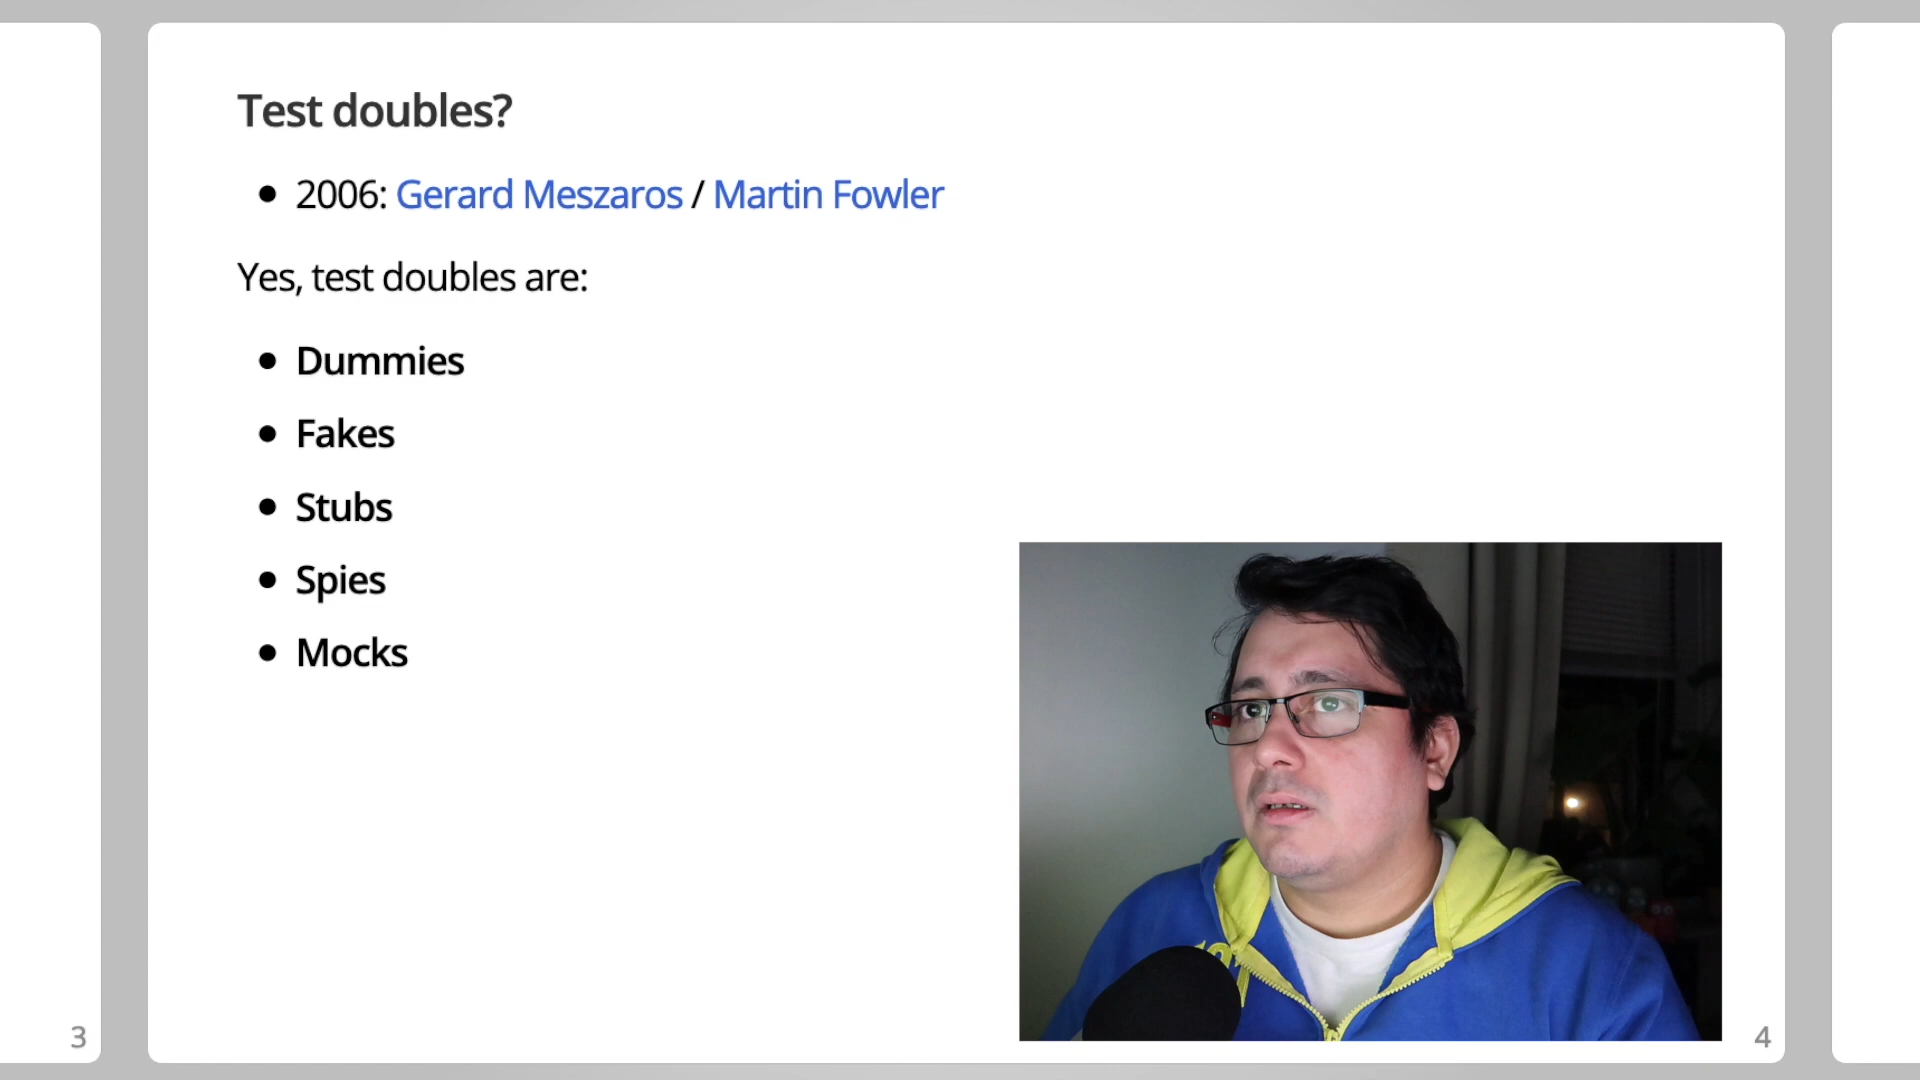 Test doubles?
2006: Gerard Meszaros / Martin Fowler
Yes, test doubles are:
Dummies
Fakes
Stubs
Spies
Mocks
3
4